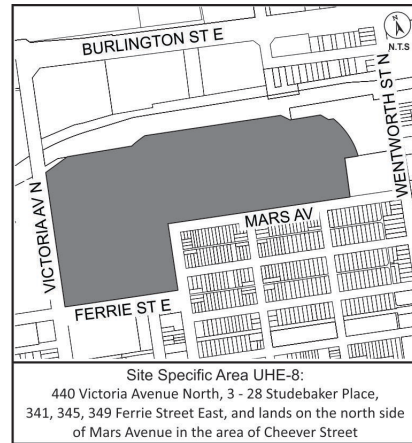 BURLINGTON ST E
N.T.S
WENTWORTH ST N
VICTORIA AV N
MARS AV
FERRIE ST E
Site Specific Area UHE-8:
440 Victoria Avenue North, 3 - 28 Studebaker Place,
341, 345, 349 Ferrie Street East, and lands on the north side
of Mars Avenue in the area of Cheever Street